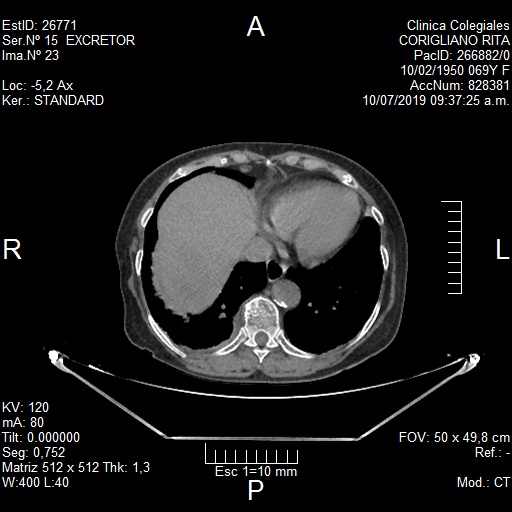 EstID: 26771
Ser.Nº 15 EXCRETOR
Ima.Nº 23
Loc: -5,2 Ax
Ker.: STANDARD
A
Clinica Colegiales
CORIGLIANO RITA
PacID: 266882/0
10/02/1950 069Y F
AccNum: 828381
10/07/2019 09:37:25 a.m.
R
L
KV: 120
mA: 80
Tilt: 0.000000
Seg: 0,752
Matriz 512 x 512 Thk: 1,3
W:400 L:40
Esc 1=10 mm
P
FOV: 50 x 49,8 cm
Ref.: -
Mod.: CT